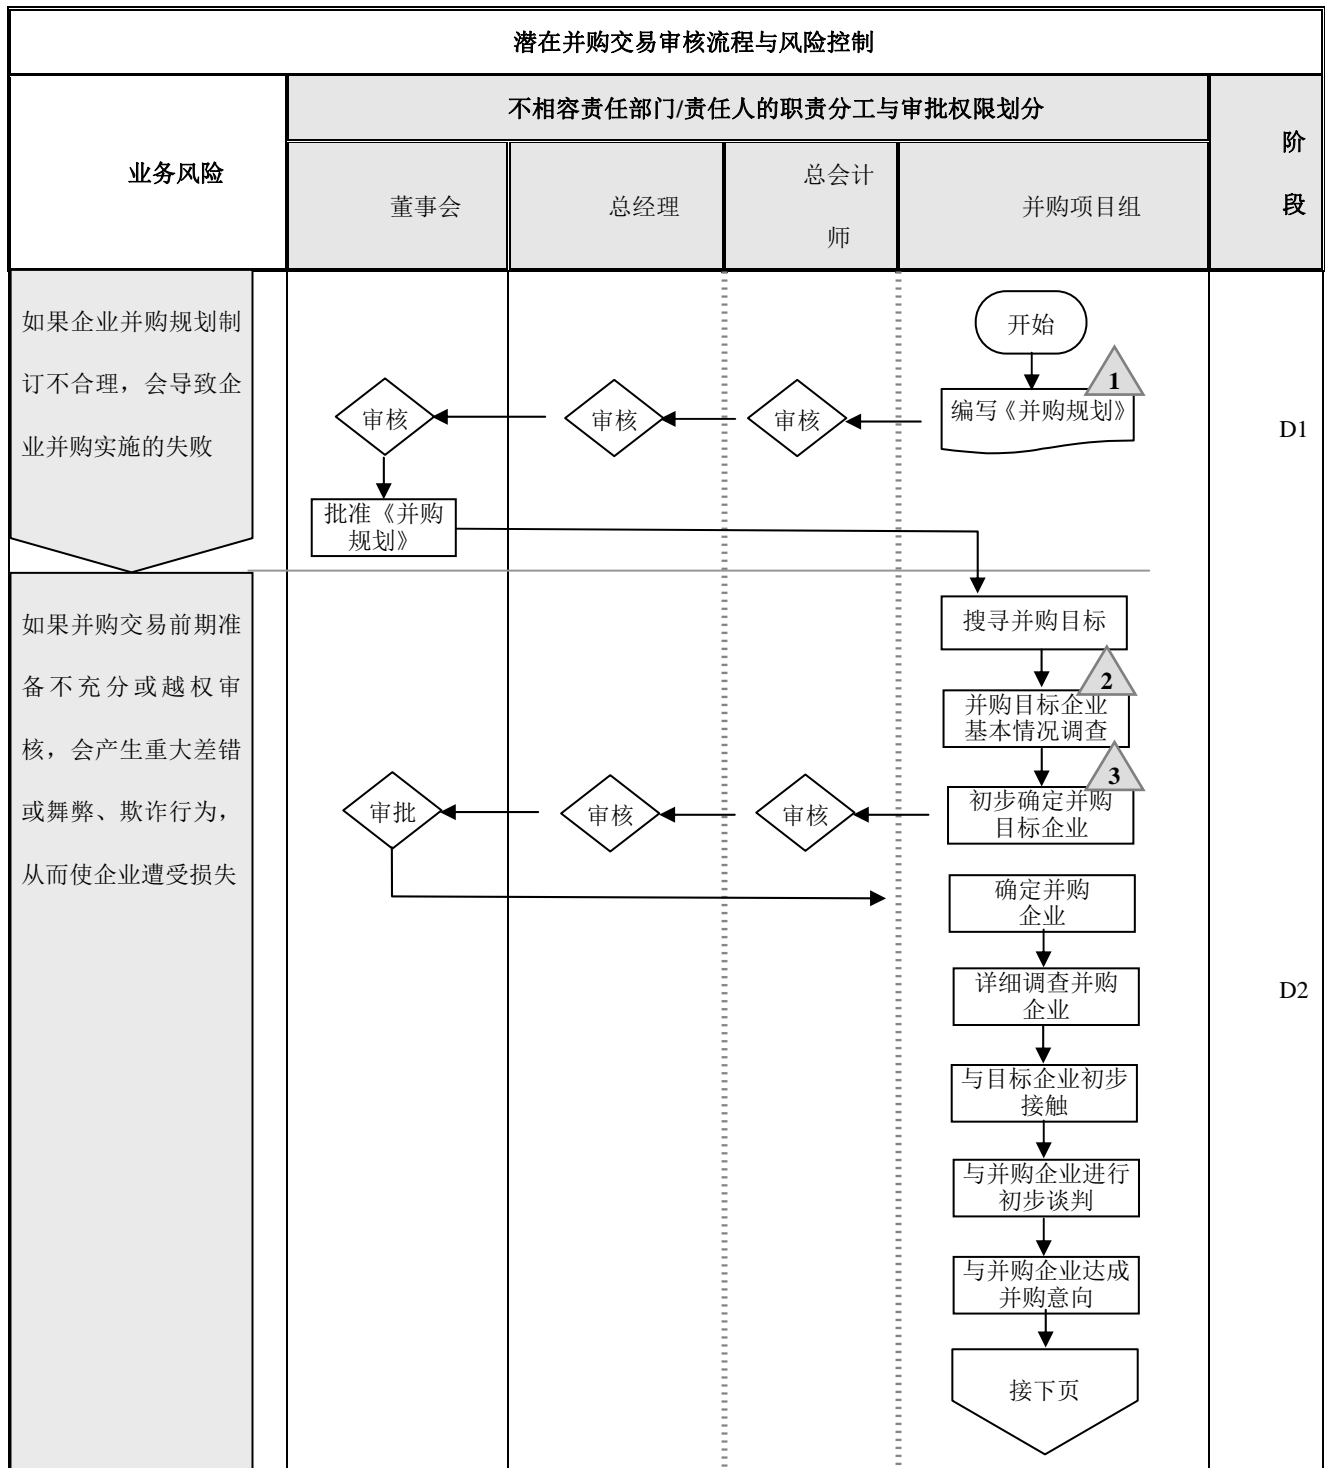 潜在并购交易审核流程与风险控制
业务风险
不相容责任部门/责任人的职责分工与审批权限划分
阶
段
董事会
总经理
总会计
师
并购项目组
如果企业并购规划制
订不合理，会导致企
业并购实施的失败
开始
1
编写《并购规划》
审核
审核
审核
批准《并购
规划》
D1
如果并购交易前期准
备不充分或越权审
核，会产生重大差错
或舞弊、欺诈行为，
从而使企业遭受损失
搜寻并购目标
2
并购目标企业
基本情况调查
3
初步确定并购
目标企业
审核
审核
审批
确定并购
企业
详细调查并购
企业
与目标企业初步
接触
与并购企业进行
初步谈判
与并购企业达成
并购意向
接下页
D2